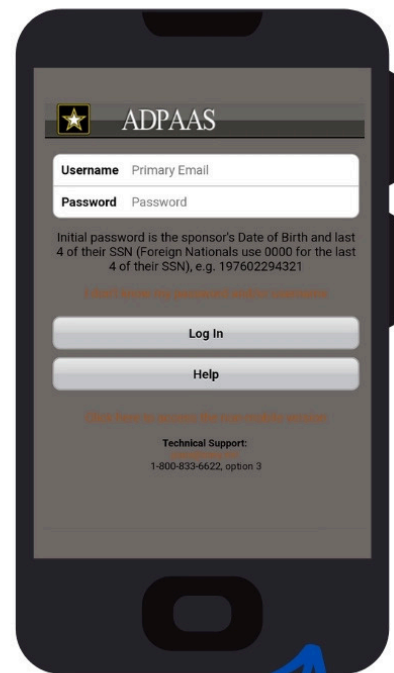 ADPAAS
Username Primary Email
Password Password
Initial password is the sponsor's Date of Birth and last
4 of their SSN (Foreign Nationals use 0000 for the last
4 of their SSN), e.g. 197602294321
Log In
Help
Technical Support:
1-800-833-6622, option 3